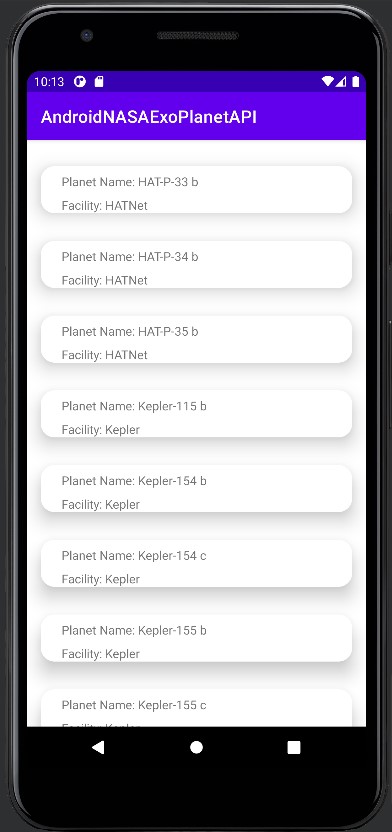 10:13
AndroidNASAExoPlanetAPI
Planet Name: HAT-P-33 b
Facility: HATNet
Planet Name: HAT-P-34 b
Facility: HATNet
Planet Name: HAT-P-35 b
Facility: HATNet
Planet Name: Kepler-115 b
Facility: Kepler
Planet Name: Kepler-154 b
Facility: Kepler
Planet Name: Kepler-154 c
Facility: Kepler
Planet Name: Kepler-155 b
Facility: Kepler
Planet Name: Kepler-155 c
Facility: Kepler